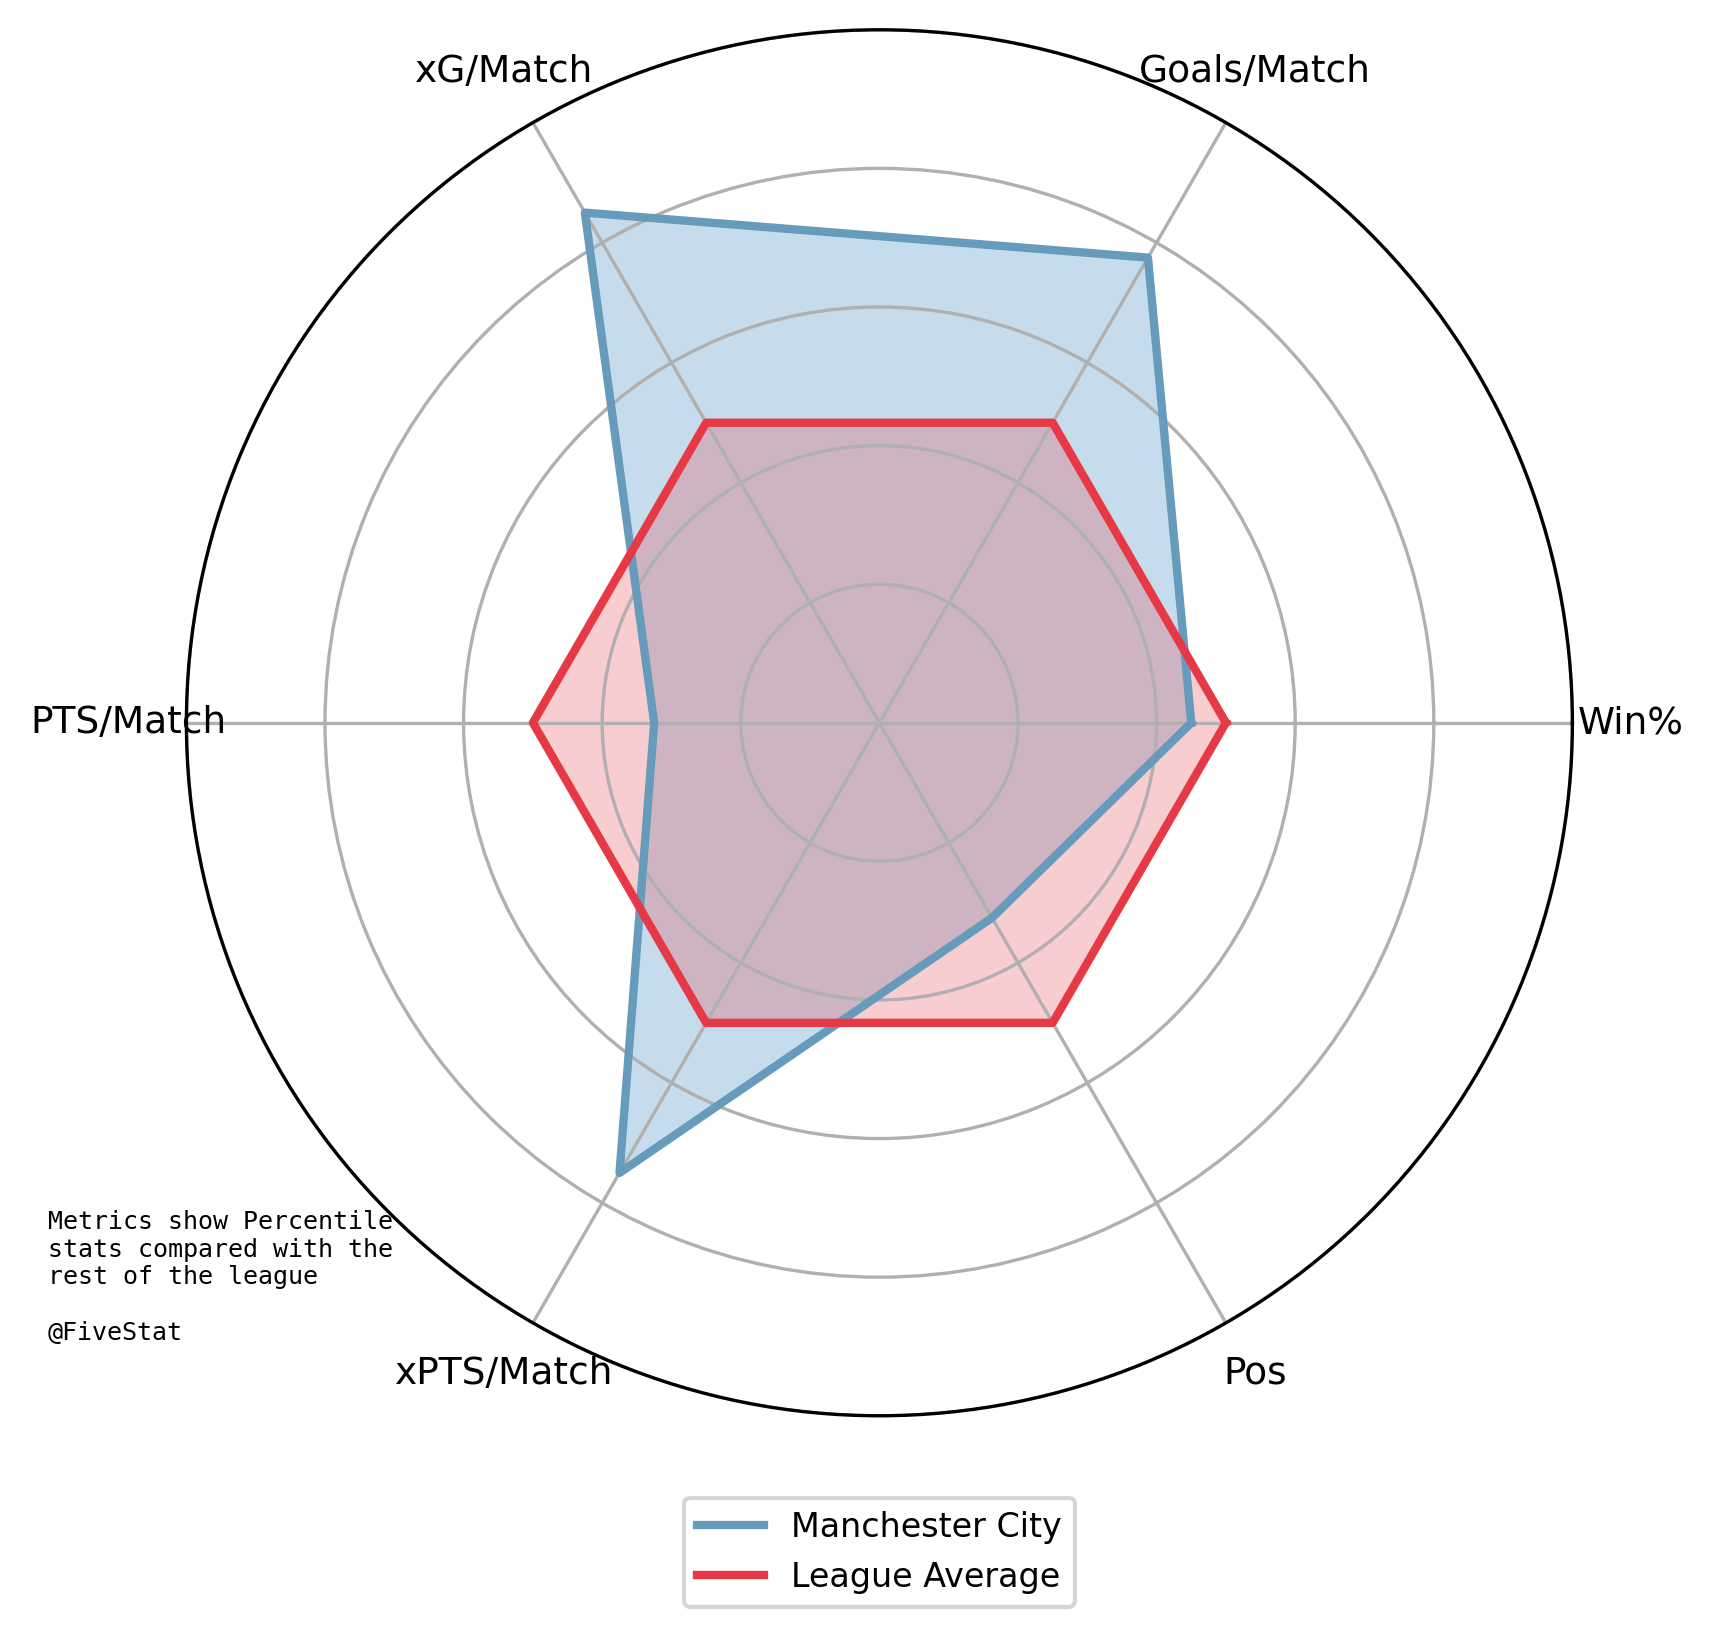 xG/Match
Goals/Match
PTS/Match
Win%
Metrics show Percentile
stats compared with the
rest of the league
@FiveStat
xPTS/Match
Pos
Manchester City
League Average